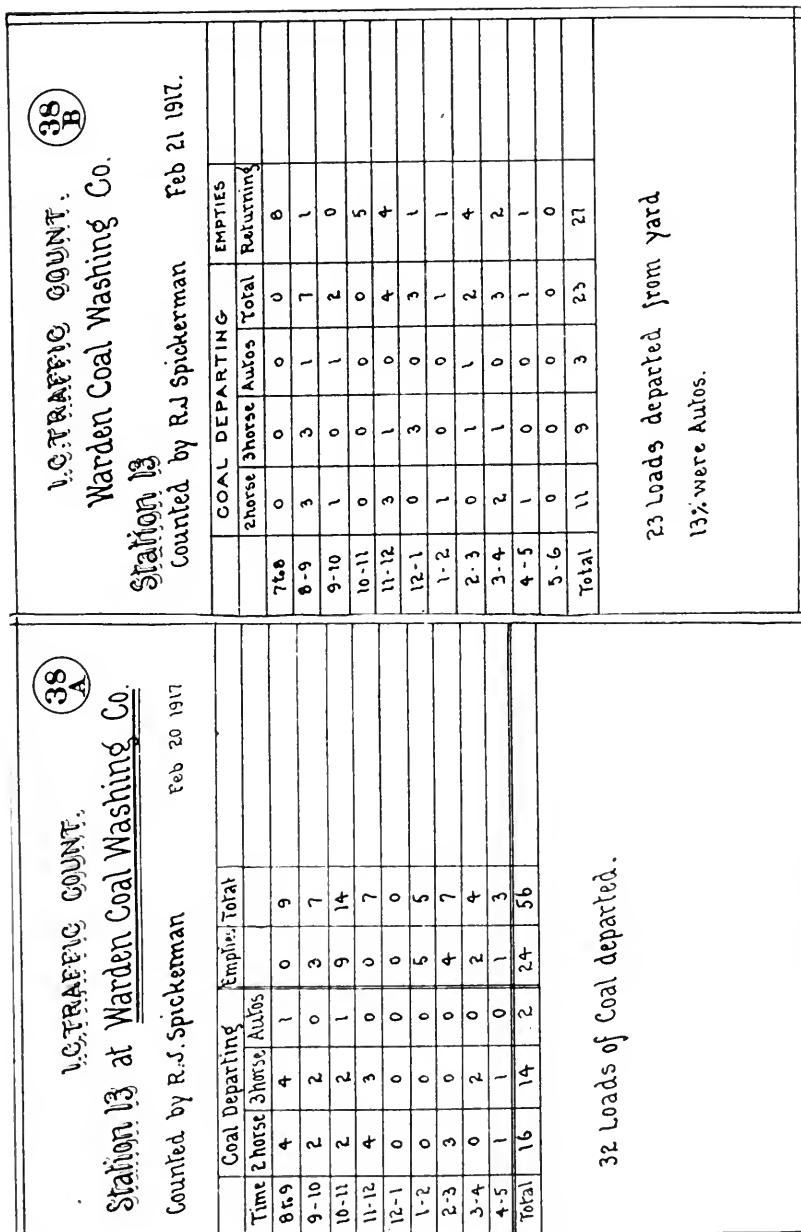 I.C. TRAFFIC COUNT.
38 A
Station 13 at Warden Coal Washing Co.
Counted by R.J. Spickerman Feb 20 1917
Coal Departing
Time 2 horse 3 horse Autos Emplies Total
8 to 9 4 4 1 0 9
9-10 2 2 0 3 7
10-11 2 2 1 9 14
11-12 4 3 0 0 7
12-1 0 0 0 0 0
1-2 0 0 0 5 5
2-3 3 0 0 4 7
3-4 0 2 0 2 4
4-5 1 1 0 1 3
Total 16 14 2 24 56
32 Loads of Coal departed.
I.C. TRAFFIC COUNT.
38 B
Warden Coal Washing Co.
Station 13
Counted by R.J Spickerman Feb 21 1917.
COAL DEPARTING EMPTIES
2horse 3horse Autos Total Returning
7to8 0 0 0 0 8
8-9 3 3 1 7 1
9-10 1 0 1 2 0
10-11 0 0 0 0 5
11-12 3 1 0 4 4
12-1 0 3 0 3 1
1-2 1 0 0 1 1
2-3 0 1 1 2 4
3-4 2 1 0 3 2
4-5 1 0 0 1 1
5-6 0 0 0 0 0
Total 11 9 3 23 27
23 Loads departed from yard
13% were Autos.